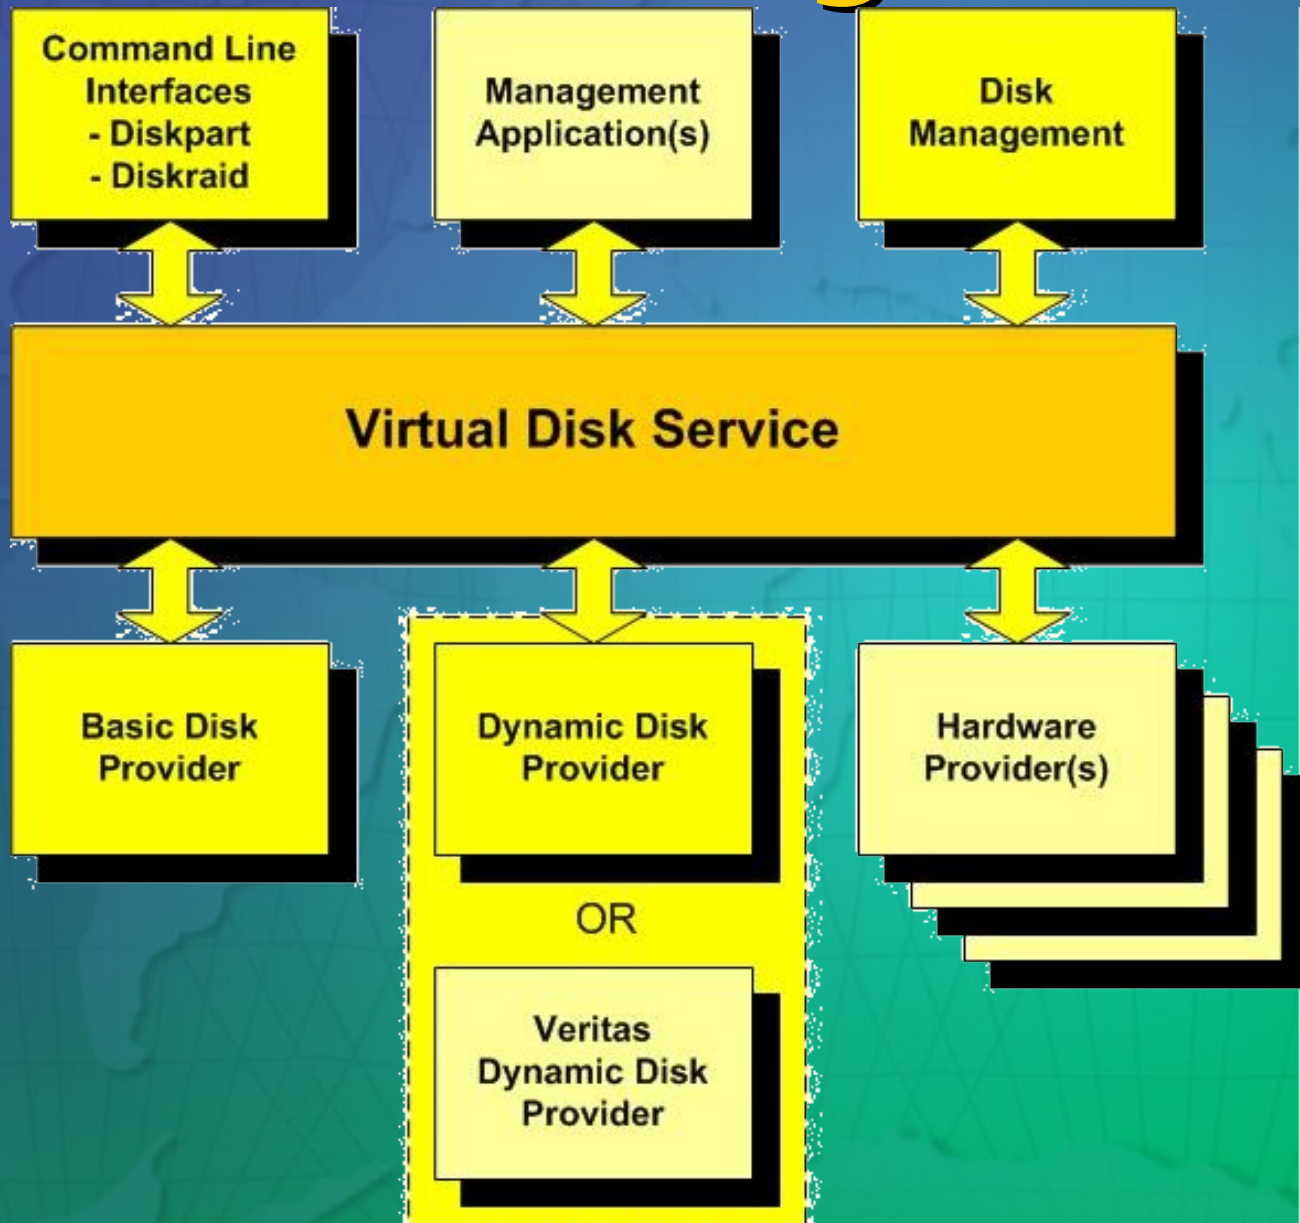 Command Line
Interfaces
- Diskpart
- Diskraid
Management
Application(s)
Disk
Management
Virtual Disk Service
Basic Disk
Provider
Dynamic Disk
Provider
OR
Veritas
Dynamic Disk
Provider
Hardware
Provider(s)